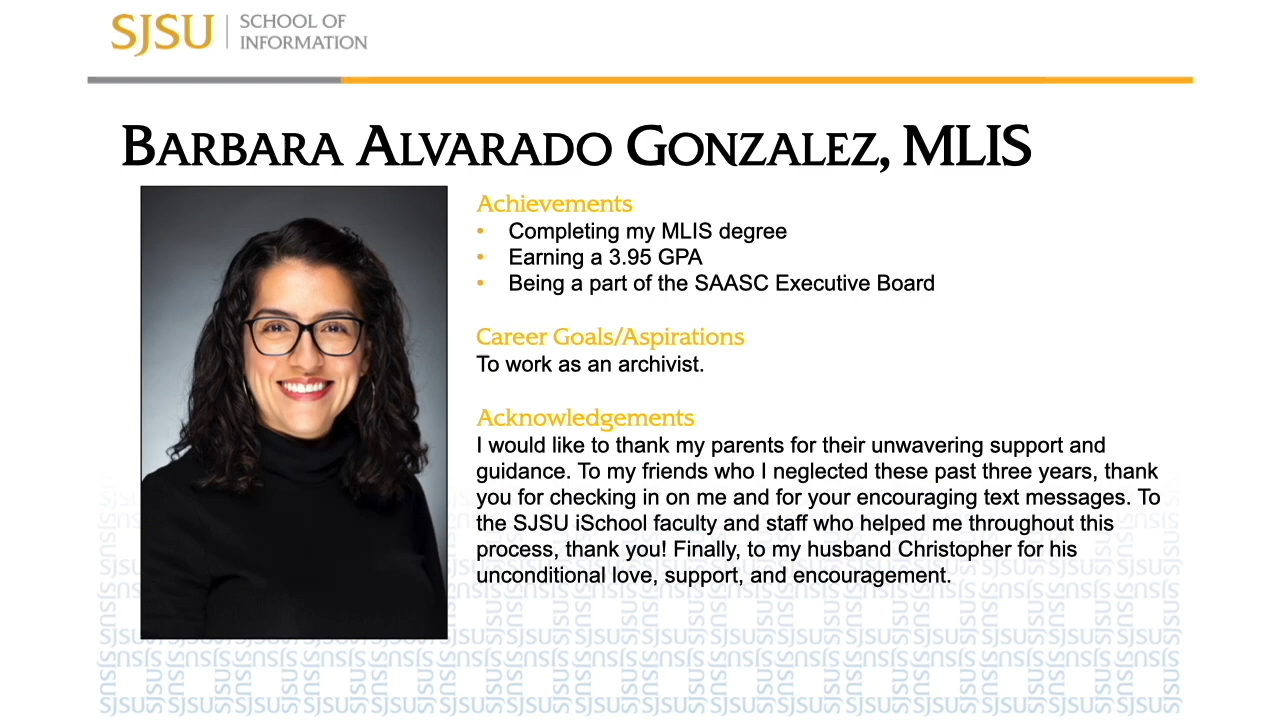 SJSU | SCHOOL OF
INFORMATION
BARBARA ALVARADO GONZALEZ, MLIS
Achievements
• Completing my MLIS degree
• Earning a 3.95 GPA
• Being a part of the SAASC Executive Board
Career Goals/Aspirations
To work as an archivist.
Acknowledgements
I would like to thank my parents for their unwavering support and
guidance. To my friends who I neglected these past three years, thank
you for checking in on me and for your encouraging text messages. To
the SJSU iSchool faculty and staff who helped me throughout this
process, thank you! Finally, to my husband Christopher for his
unconditional love, support, and encouragement.